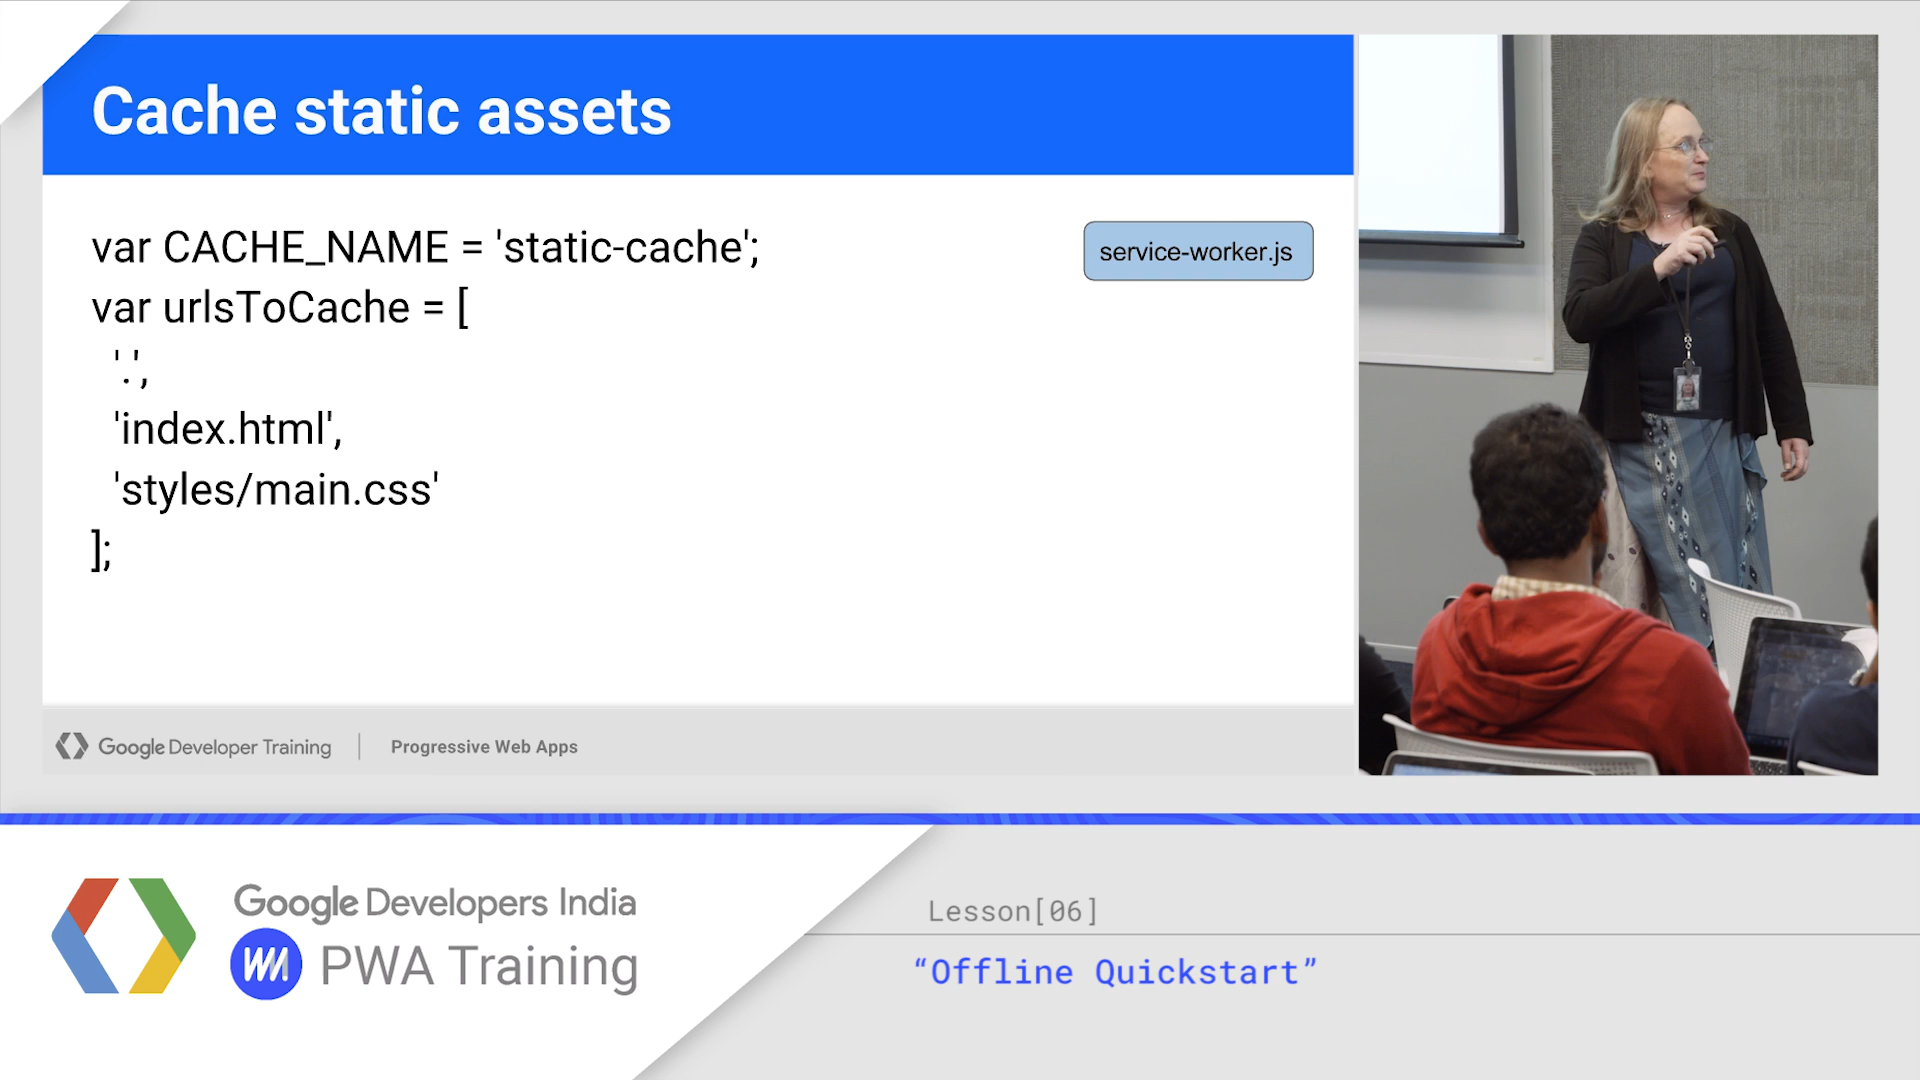 Cache static assets
var CACHE_NAME = 'static-cache';
var urlsToCache = [
'.',
'index.html',
'styles/main.css'
];
service-worker.js
Google Developer Training
Progressive Web Apps
Google Developers India
PWA Training
Lesson[06]
“Offline Quickstart”